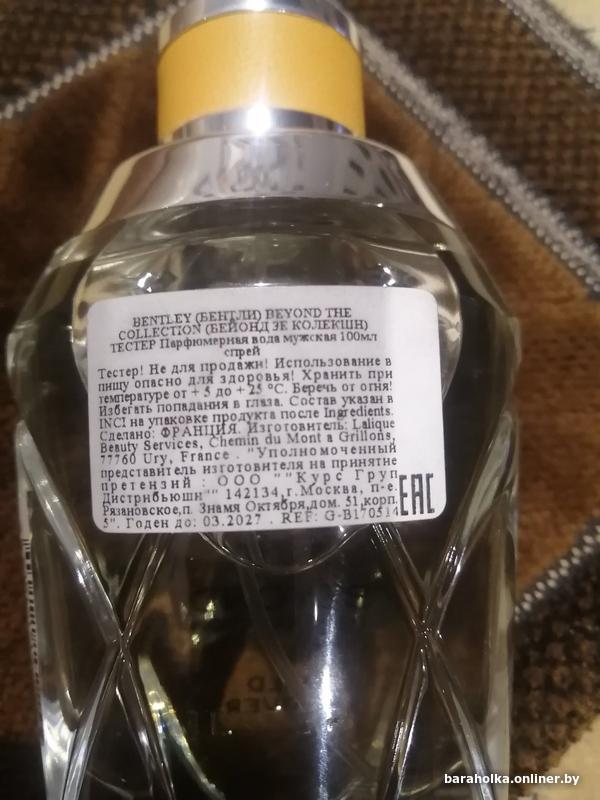 BENTLEY (БЕНТЛИ) BEYOND THE
COLLECTION (БЕЙОНД ЗЕ КОЛЕКШН)
ТЕСТЕР Парфюмерная вода мужская 100мл
спрей
Тестер! Не для продажи! Использование в
пищу опасно для здоровья! Хранить при
температуре от + 5 до + 25 °С. Беречь от огня!
Избегать попадания в глаза. Состав указан в
INCI на упаковке продукта после Ingredients.
Сделано: ФРАНЦИЯ. Изготовитель: Lalique
Beauty Services, Chemin du Mont a Grillons,
77760 Ury, France . "Уполномоченный
представитель изготовителя на принятие
претензий : ООО ""Курс Груп
Дистрибьюшн"" 142134,г.Москва, п-е.
Рязановское,п. Знамя Октября,дом. 51,корп.
5". Годен до: 03.2027 . REF: G-B170514
EAC
baraholka.onliner.by